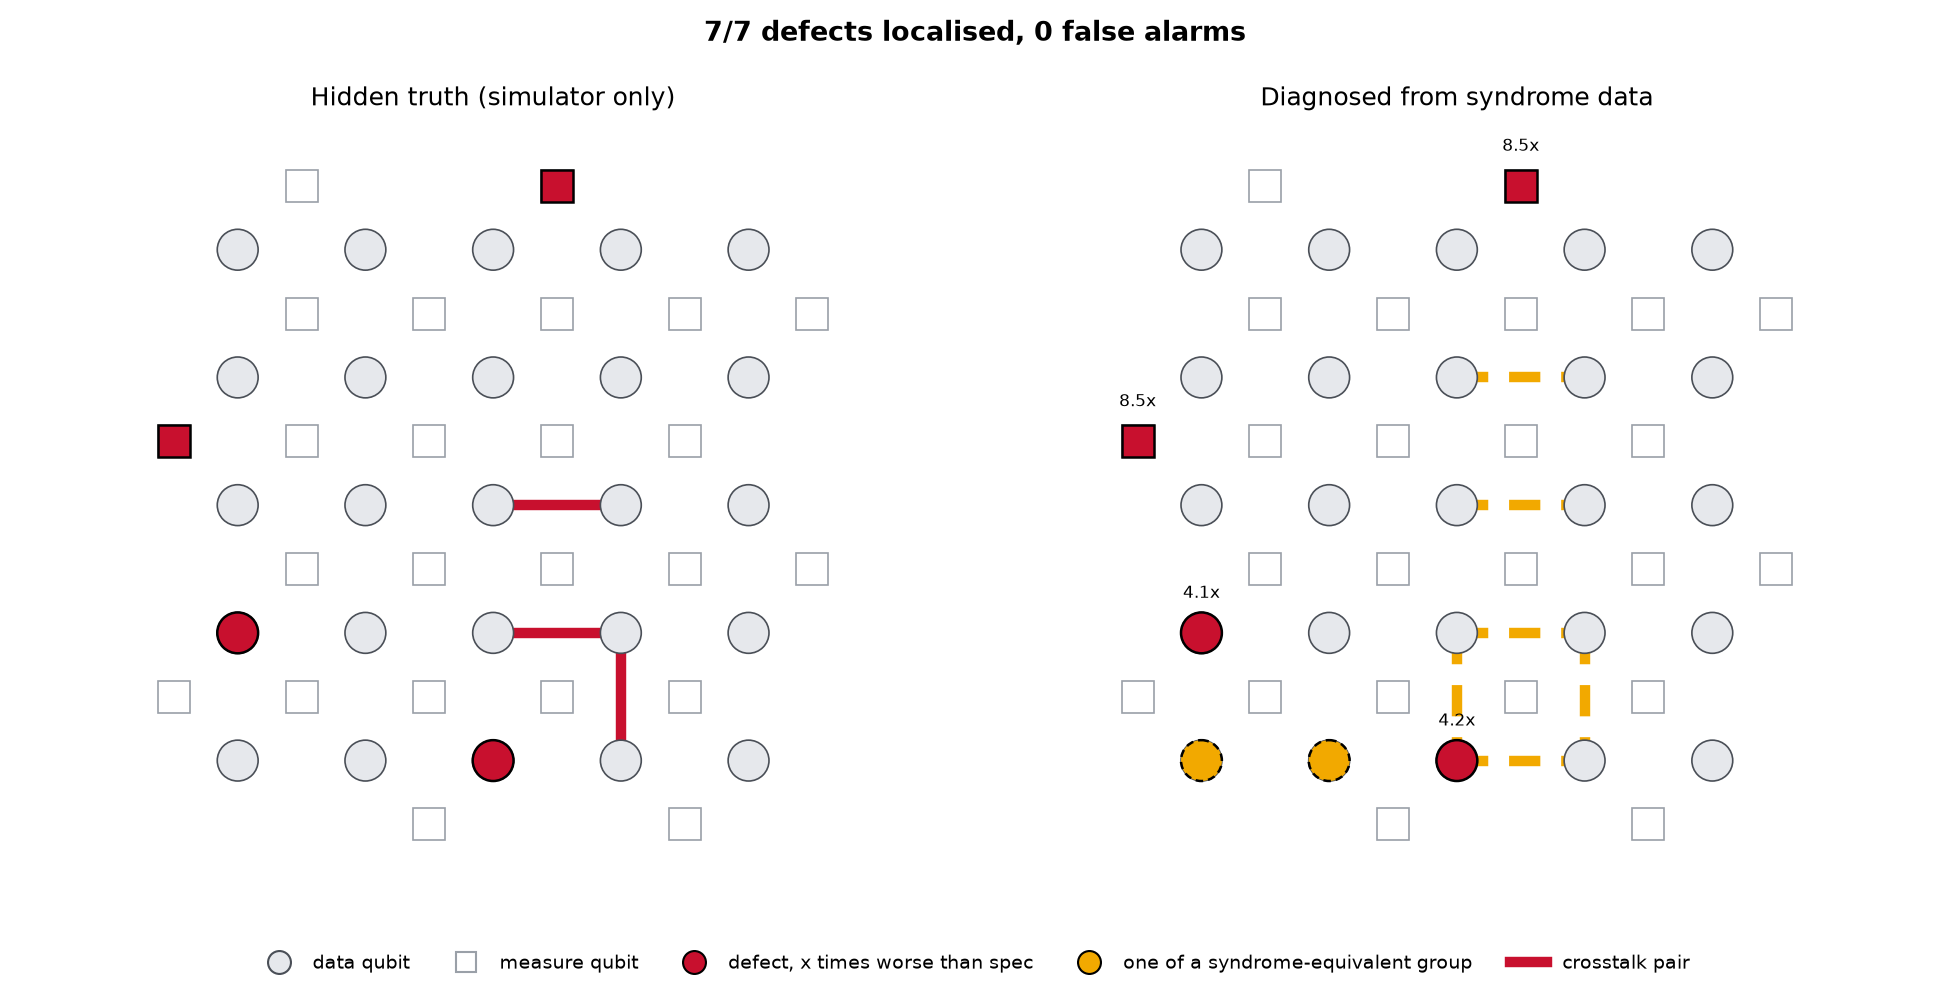 7/7 defects localised, 0 false alarms
Hidden truth (simulator only)
Diagnosed from syndrome data
8.5x
8.5x
4.1x
4.2x
data qubit
measure qubit
defect, x times worse than spec
one of a syndrome-equivalent group
crosstalk pair